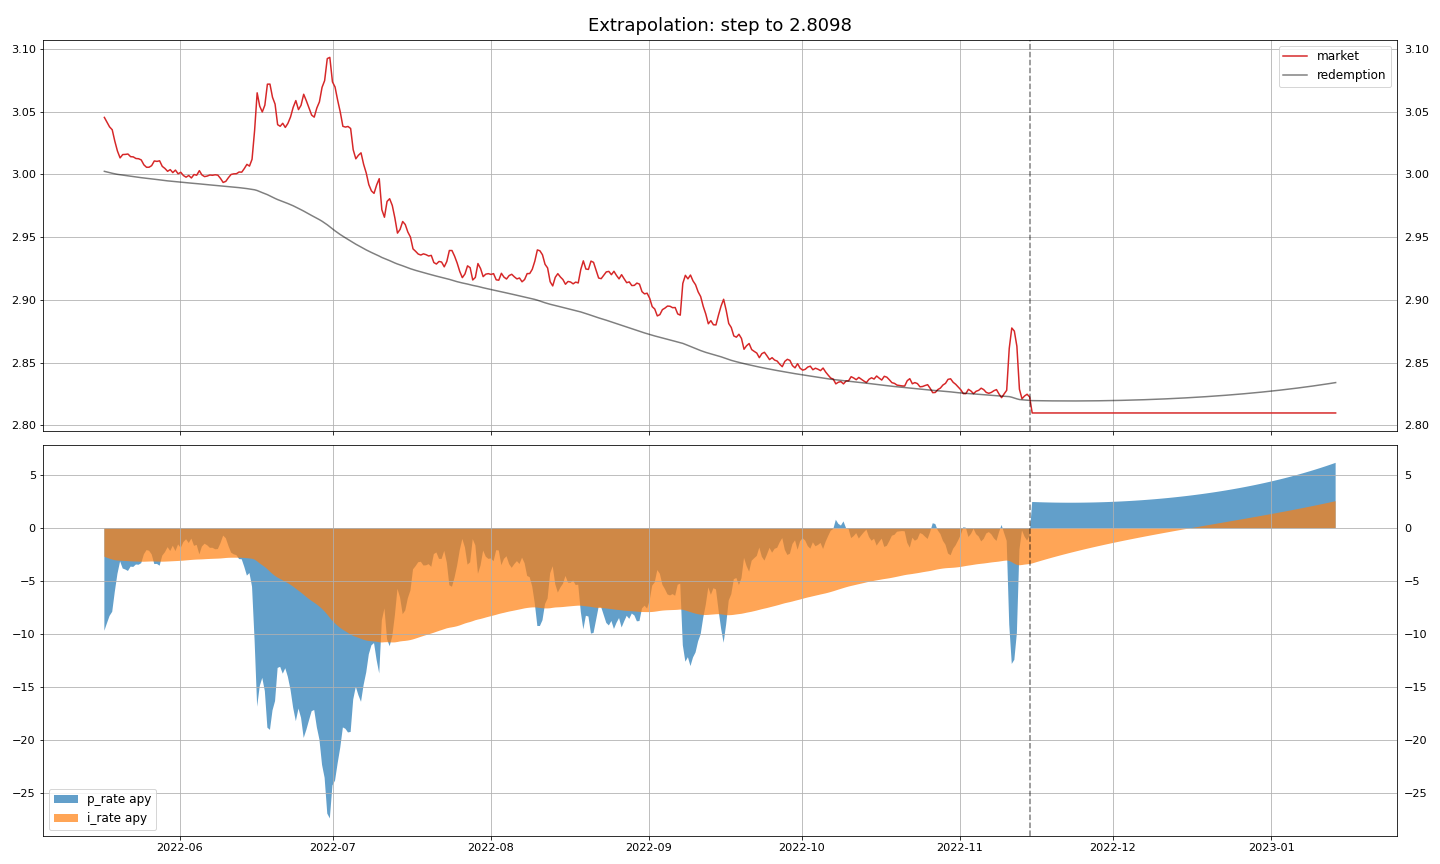 Extrapolation: step to 2.8098
3.10 3.10
market
redemption
3.05 3.05
3.00 3.00
2.95 2.95
2.90 2.90
2.85 2.85
2.80 2.80
5 5
0 0
−5 −5
−10 −10
−15 −15
−20 −20
−25 −25
p_rate apy
i_rate apy
2022-06 2022-07 2022-08 2022-09 2022-10 2022-11 2022-12 2023-01